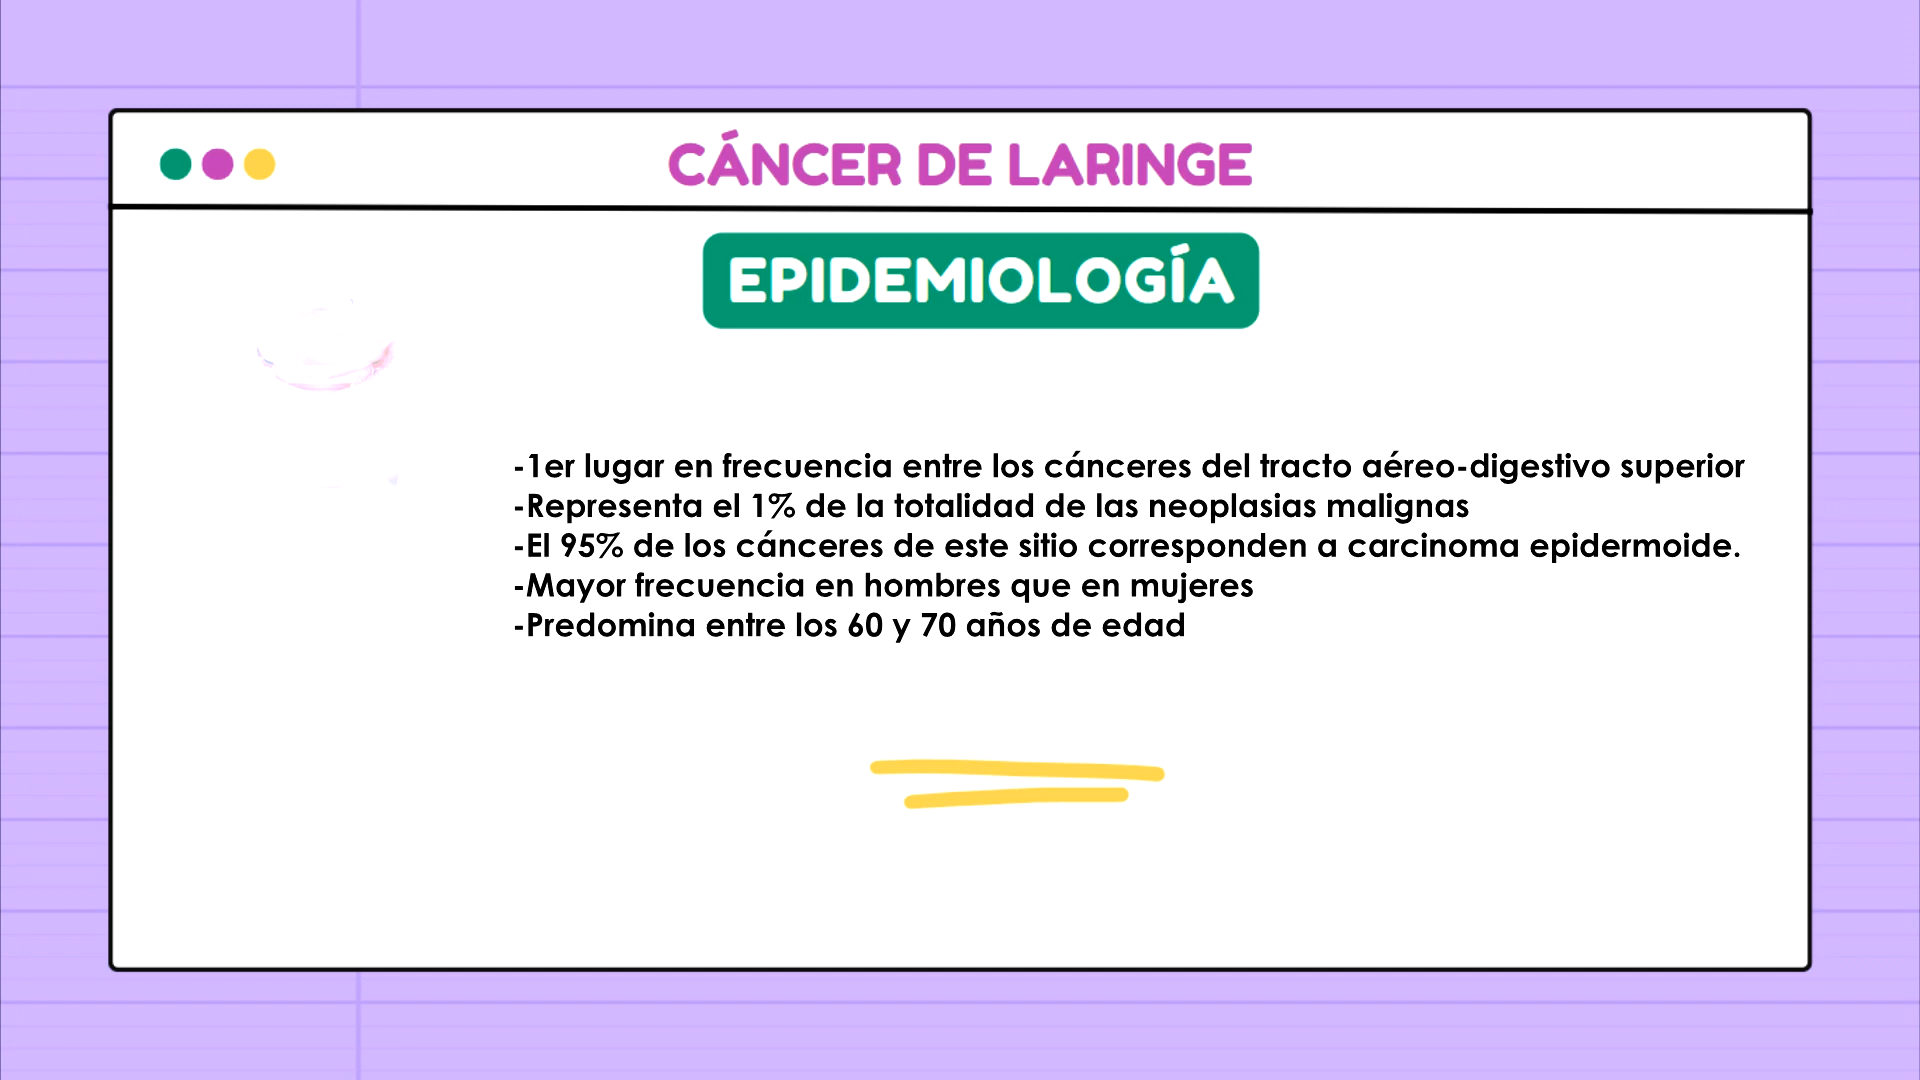 CÁNCER DE LARINGE
EPIDEMIOLOGÍA
-1er lugar en frecuencia entre los cánceres del tracto aéreo-digestivo superior
-Representa el 1% de la totalidad de las neoplasias malignas
-El 95% de los cánceres de este sitio corresponden a carcinoma epidermoide.
-Mayor frecuencia en hombres que en mujeres
-Predomina entre los 60 y 70 años de edad